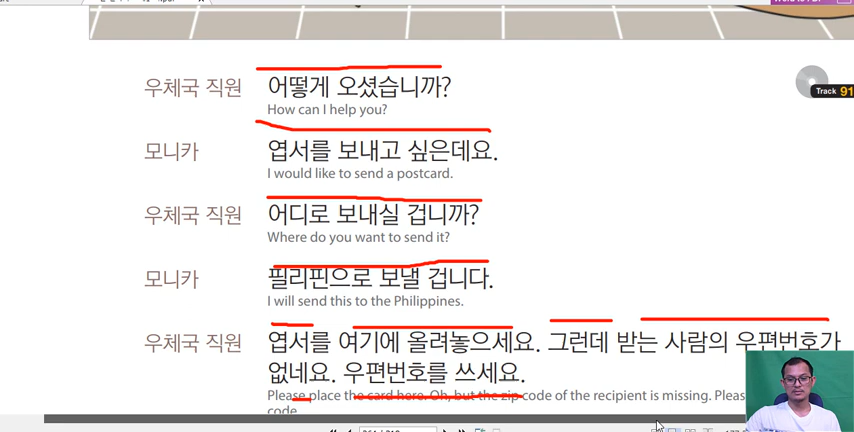 우체국 직원 어떻게 오셨습니까?
How can I help you?
Track 91
모니카 엽서를 보내고 싶은데요.
I would like to send a postcard.
우체국 직원 어디로 보내실 겁니까?
Where do you want to send it?
모니카 필리핀으로 보낼 겁니다.
I will send this to the Philippines.
우체국 직원 엽서를 여기에 올려놓으세요. 그런데 받는 사람의 우편번호가
없네요. 우편번호를 쓰세요.
Please place the card here. Oh, but the zip code of the recipient is missing.
code.